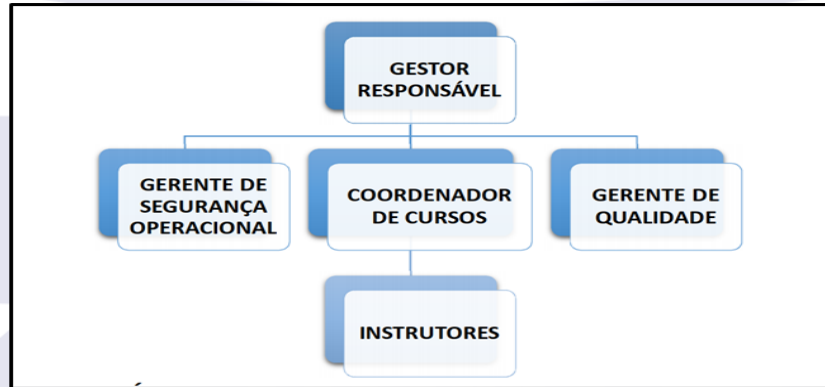 GESTOR
RESPONSÁVEL
GERENTE DE
SEGURANÇA
OPERACIONAL
COORDENADOR
DE CURSOS
GERENTE DE
QUALIDADE
INSTRUTORES